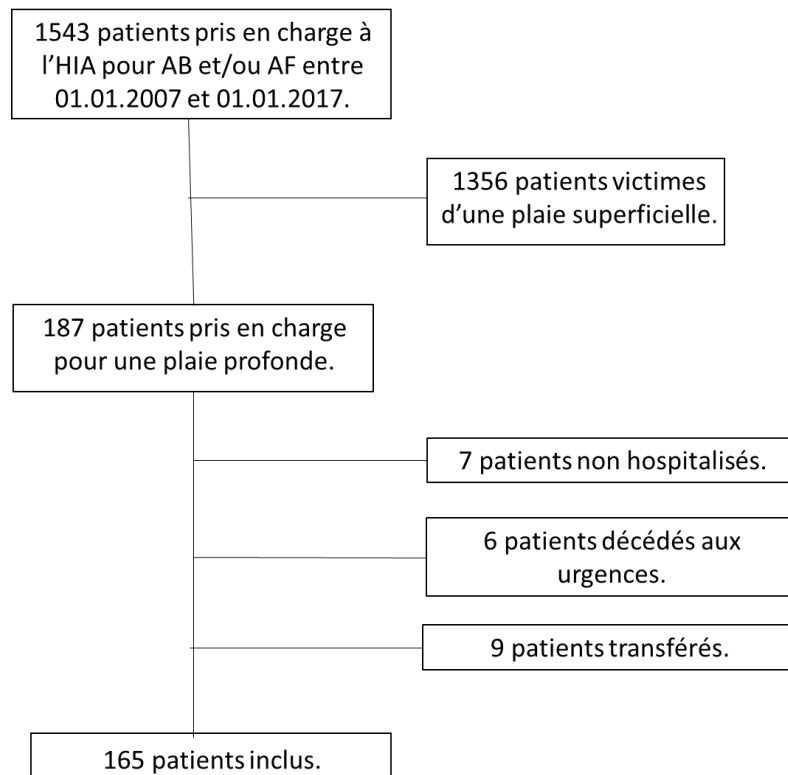 1543 patients pris en charge à
l’HIA pour AB et/ou AF entre
01.01.2007 et 01.01.2017.
1356 patients victimes
d’une plaie superficielle.
187 patients pris en charge
pour une plaie profonde.
7 patients non hospitalisés.
6 patients décédés aux
urgences.
9 patients transférés.
165 patients inclus.